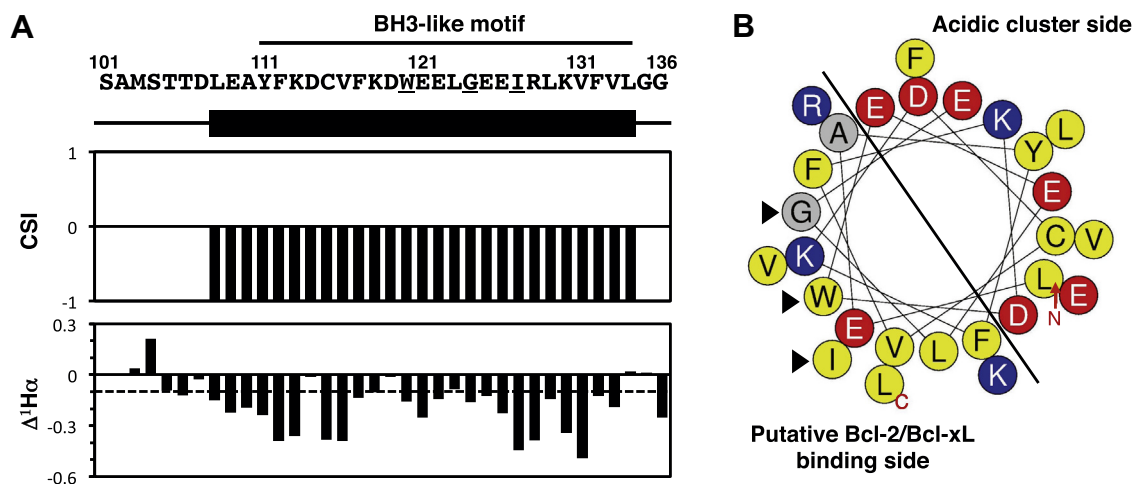 A
BH3-like motif
101 111 121 131 136
SAMSTTDLEAYFKDCVFKDWEELGEEIRLKVFVLGG
1
CSI
0
-1
0.3
Δ¹Hα
0
-0.3
-0.6
B
Acidic cluster side
F
R E D E K
A Y L
F E
G C V
K
V L E
W N
E D
I V L F
L C K
Putative Bcl-2/Bcl-xL
binding side